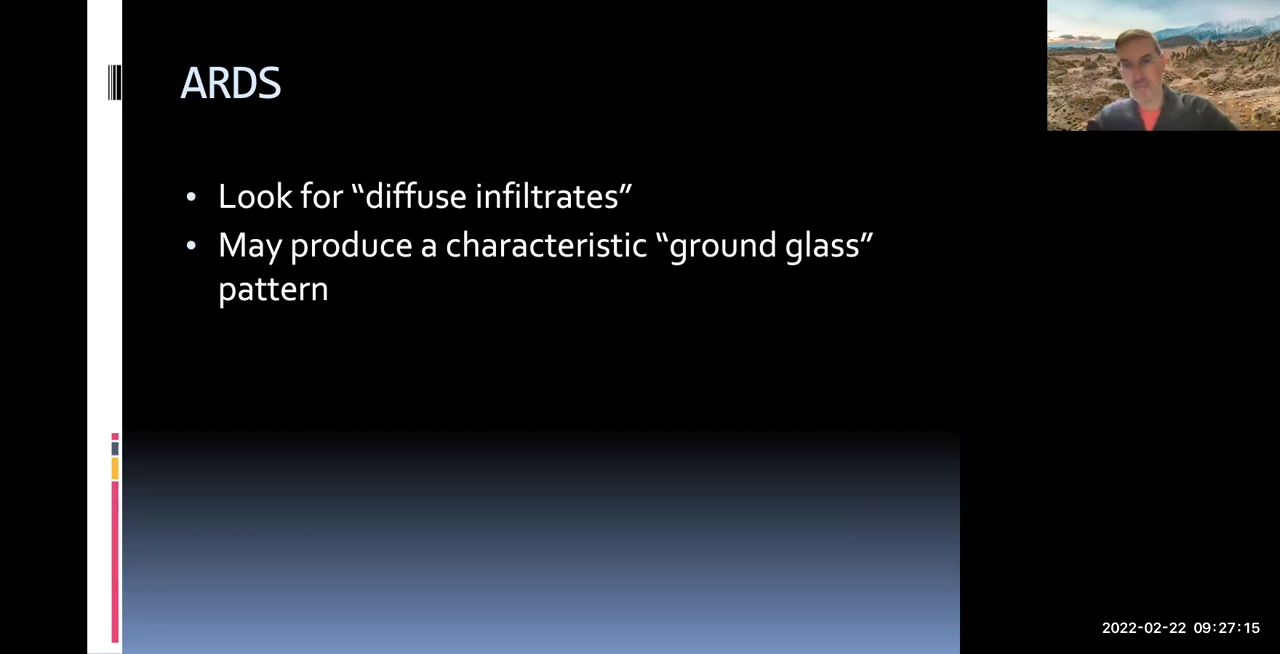 ARDS
• Look for “diffuse infiltrates”
• May produce a characteristic “ground glass”
pattern
2022-02-22 09:27:15